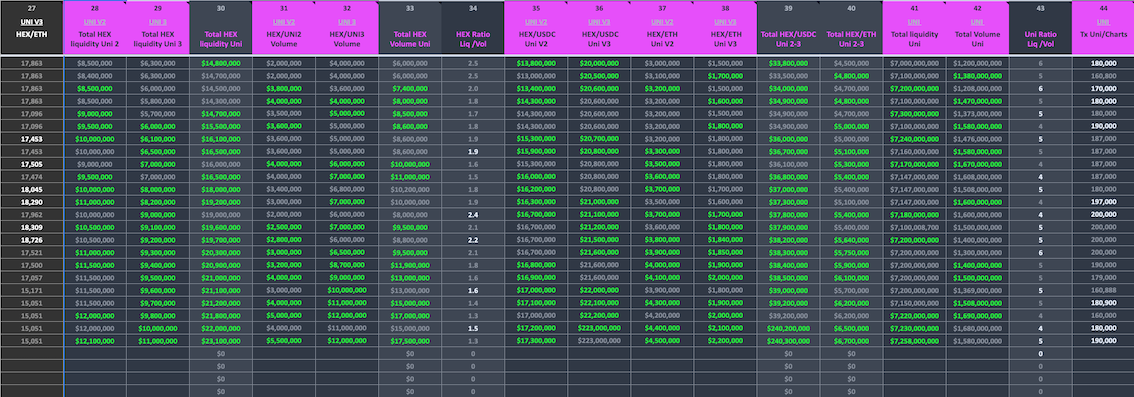 27 28 29 30 31 32 33 34 35 36 37 38 39 40 41 42 43 44
UNI V3 UNI V2 UNI 3 UNI V2 UNI 3 UNI V2 UNI V3 UNI V2 UNI V3 UNI UNI UNI
HEX/ETH Total HEX Total HEX Total HEX HEX/UNI2 HEX/UNI3 Total HEX HEX Ratio HEX/USDC HEX/USDC HEX/ETH HEX/ETH Total HEX/USDC Total HEX/ETH Total liquidity Total Volume Uni Ratio Tx Uni/Charts
liquidity Uni 2 liquidity Uni 3 liquidity Uni Volume Volume Volume Uni Liq /Vol Uni V2 Uni V3 Uni V2 Uni V3 Uni 2-3 Uni 2-3 Uni Uni Liq /Vol
17,863 $8,500,000 $6,300,000 $14,800,000 $2,000,000 $4,000,000 $6,000,000 2.5 $13,800,000 $20,000,000 $3,000,000 $1,500,000 $33,800,000 $4,500,000 $7,000,000,000 $1,200,000,000 6 180,000
17,863 $8,400,000 $6,300,000 $14,700,000 $2,000,000 $4,000,000 $6,000,000 2.5 $13,000,000 $20,500,000 $3,100,000 $1,700,000 $33,500,000 $4,800,000 $7,100,000,000 $1,380,000,000 5 160,800
17,863 $8,500,000 $6,000,000 $14,500,000 $3,800,000 $3,600,000 $7,400,000 2.0 $13,400,000 $20,600,000 $3,200,000 $1,500,000 $34,000,000 $4,700,000 $7,200,000,000 $1,208,000,000 6 170,000
17,863 $8,500,000 $5,800,000 $14,300,000 $4,000,000 $4,000,000 $8,000,000 1.8 $14,300,000 $20,600,000 $3,200,000 $1,600,000 $34,900,000 $4,800,000 $7,100,000,000 $1,470,000,000 5 180,000
17,096 $9,000,000 $5,700,000 $14,700,000 $3,500,000 $5,000,000 $8,500,000 1.7 $14,300,000 $20,600,000 $3,200,000 $1,500,000 $34,900,000 $4,700,000 $7,300,000,000 $1,373,000,000 5 180,000
17,096 $9,500,000 $6,000,000 $15,500,000 $3,600,000 $5,000,000 $8,600,000 1.8 $14,300,000 $20,600,000 $3,200,000 $1,800,000 $34,900,000 $5,000,000 $7,100,000,000 $1,580,000,000 4 190,000
17,453 $10,000,000 $6,100,000 $16,100,000 $3,600,000 $5,000,000 $8,600,000 1.9 $15,300,000 $20,700,000 $3,200,000 $1,800,000 $36,000,000 $5,000,000 $7,240,000,000 $1,476,000,000 5 187,000
17,453 $10,000,000 $6,500,000 $16,500,000 $3,600,000 $5,000,000 $8,600,000 1.9 $15,900,000 $20,800,000 $3,300,000 $1,800,000 $36,700,000 $5,100,000 $7,160,000,000 $1,580,000,000 5 187,000
17,505 $9,000,000 $7,000,000 $16,000,000 $4,000,000 $6,000,000 $10,000,000 1.6 $15,300,000 $20,800,000 $3,500,000 $1,800,000 $36,100,000 $5,300,000 $7,170,000,000 $1,670,000,000 4 187,000
17,474 $9,500,000 $7,000,000 $16,500,000 $4,000,000 $7,000,000 $11,000,000 1.5 $16,000,000 $20,800,000 $3,600,000 $1,800,000 $36,800,000 $5,400,000 $7,147,000,000 $1,608,000,000 4 187,000
18,045 $10,000,000 $8,000,000 $18,000,000 $3,400,000 $6,800,000 $10,200,000 1.8 $16,200,000 $20,800,000 $3,700,000 $1,700,000 $37,000,000 $5,400,000 $7,147,000,000 $1,508,000,000 5 180,000
18,290 $11,000,000 $8,200,000 $19,200,000 $3,000,000 $7,000,000 $10,000,000 1.9 $16,300,000 $21,000,000 $3,500,000 $1,600,000 $37,300,000 $5,100,000 $7,147,000,000 $1,600,000,000 4 197,000
17,962 $10,000,000 $9,000,000 $19,000,000 $2,000,000 $6,000,000 $8,000,000 2.4 $16,700,000 $21,100,000 $3,700,000 $1,700,000 $37,800,000 $5,400,000 $7,180,000,000 $1,600,000,000 4 200,000
18,309 $10,500,000 $9,100,000 $19,600,000 $2,500,000 $7,000,000 $9,500,000 2.1 $16,700,000 $21,200,000 $3,600,000 $1,800,000 $37,900,000 $5,400,000 $7,100,008,700 $1,500,000,000 5 200,000
18,726 $10,500,000 $9,200,000 $19,700,000 $2,800,000 $6,000,000 $8,800,000 2.2 $16,700,000 $21,500,000 $3,800,000 $1,840,000 $38,200,000 $5,640,000 $7,200,000,000 $1,400,000,000 5 200,000
17,521 $11,000,000 $9,300,000 $20,300,000 $3,000,000 $6,500,000 $9,500,000 2.1 $16,700,000 $21,600,000 $3,900,000 $1,850,000 $38,300,000 $5,750,000 $7,200,000,000 $1,300,000,000 6 200,000
17,500 $11,500,000 $9,400,000 $20,900,000 $3,200,000 $8,700,000 $11,900,000 1.8 $16,800,000 $21,600,000 $4,000,000 $1,900,000 $38,400,000 $5,900,000 $7,200,000,000 $1,400,000,000 5 190,000
17,057 $11,500,000 $9,500,000 $21,000,000 $4,000,000 $9,000,000 $13,000,000 1.6 $16,900,000 $21,600,000 $4,100,000 $2,000,000 $38,500,000 $6,100,000 $7,200,000,000 $1,500,000,000 5 179,000
15,171 $11,500,000 $9,600,000 $21,100,000 $3,000,000 $10,000,000 $13,000,000 1.6 $17,000,000 $22,000,000 $3,900,000 $1,800,000 $39,000,000 $5,700,000 $7,200,000,000 $1,369,000,000 5 160,888
15,051 $11,500,000 $9,700,000 $21,200,000 $4,000,000 $11,000,000 $15,000,000 1.4 $17,100,000 $22,100,000 $4,300,000 $1,900,000 $39,200,000 $6,200,000 $7,150,000,000 $1,508,000,000 5 180,900
15,051 $12,000,000 $9,800,000 $21,800,000 $5,000,000 $12,000,000 $17,000,000 1.3 $17,000,000 $22,200,000 $4,200,000 $2,000,000 $39,200,000 $6,200,000 $7,220,000,000 $1,690,000,000 4 160,000
15,051 $12,000,000 $10,000,000 $22,000,000 $4,000,000 $11,000,000 $15,000,000 1.5 $17,200,000 $223,000,000 $4,400,000 $2,100,000 $240,200,000 $6,500,000 $7,230,000,000 $1,680,000,000 4 180,000
15,051 $12,100,000 $11,000,000 $23,100,000 $5,500,000 $12,000,000 $17,500,000 1.3 $17,300,000 $223,000,000 $4,500,000 $2,200,000 $240,300,000 $6,700,000 $7,258,000,000 $1,580,000,000 5 190,000
$0 $0 0 $0 $0 0
$0 $0 0 $0 $0 0
$0 $0 0 $0 $0 0
$0 $0 0 $0 $0 0